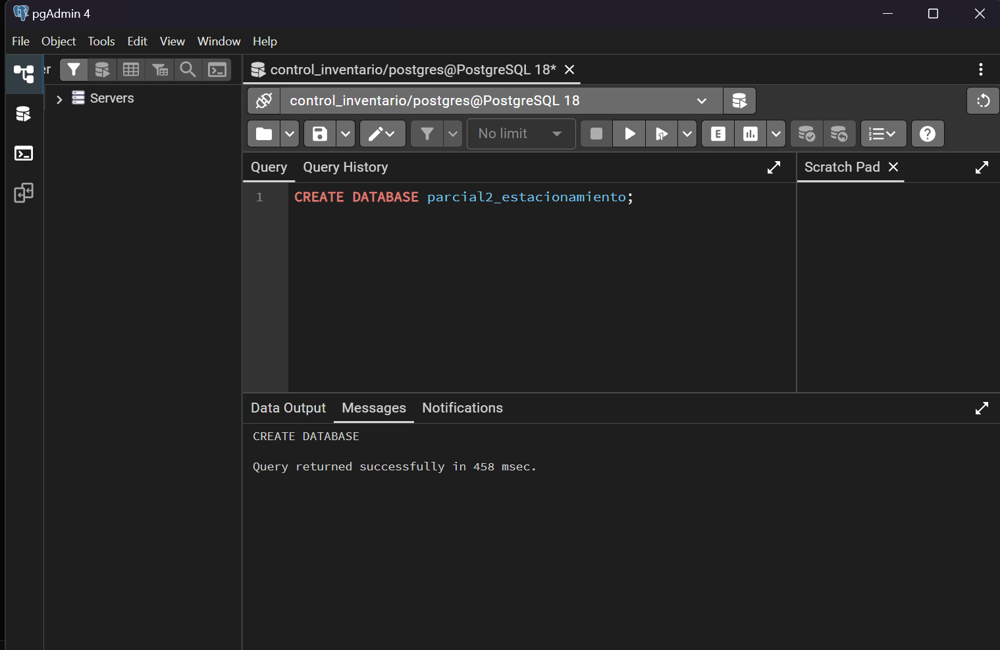 pgAdmin 4
File Object Tools Edit View Window Help
er
control_inventario/postgres@PostgreSQL 18*
Servers
control_inventario/postgres@PostgreSQL 18
No limit
E
Query Query History
Scratch Pad
1 CREATE DATABASE parcial2_estacionamiento;
Data Output Messages Notifications
CREATE DATABASE
Query returned successfully in 458 msec.